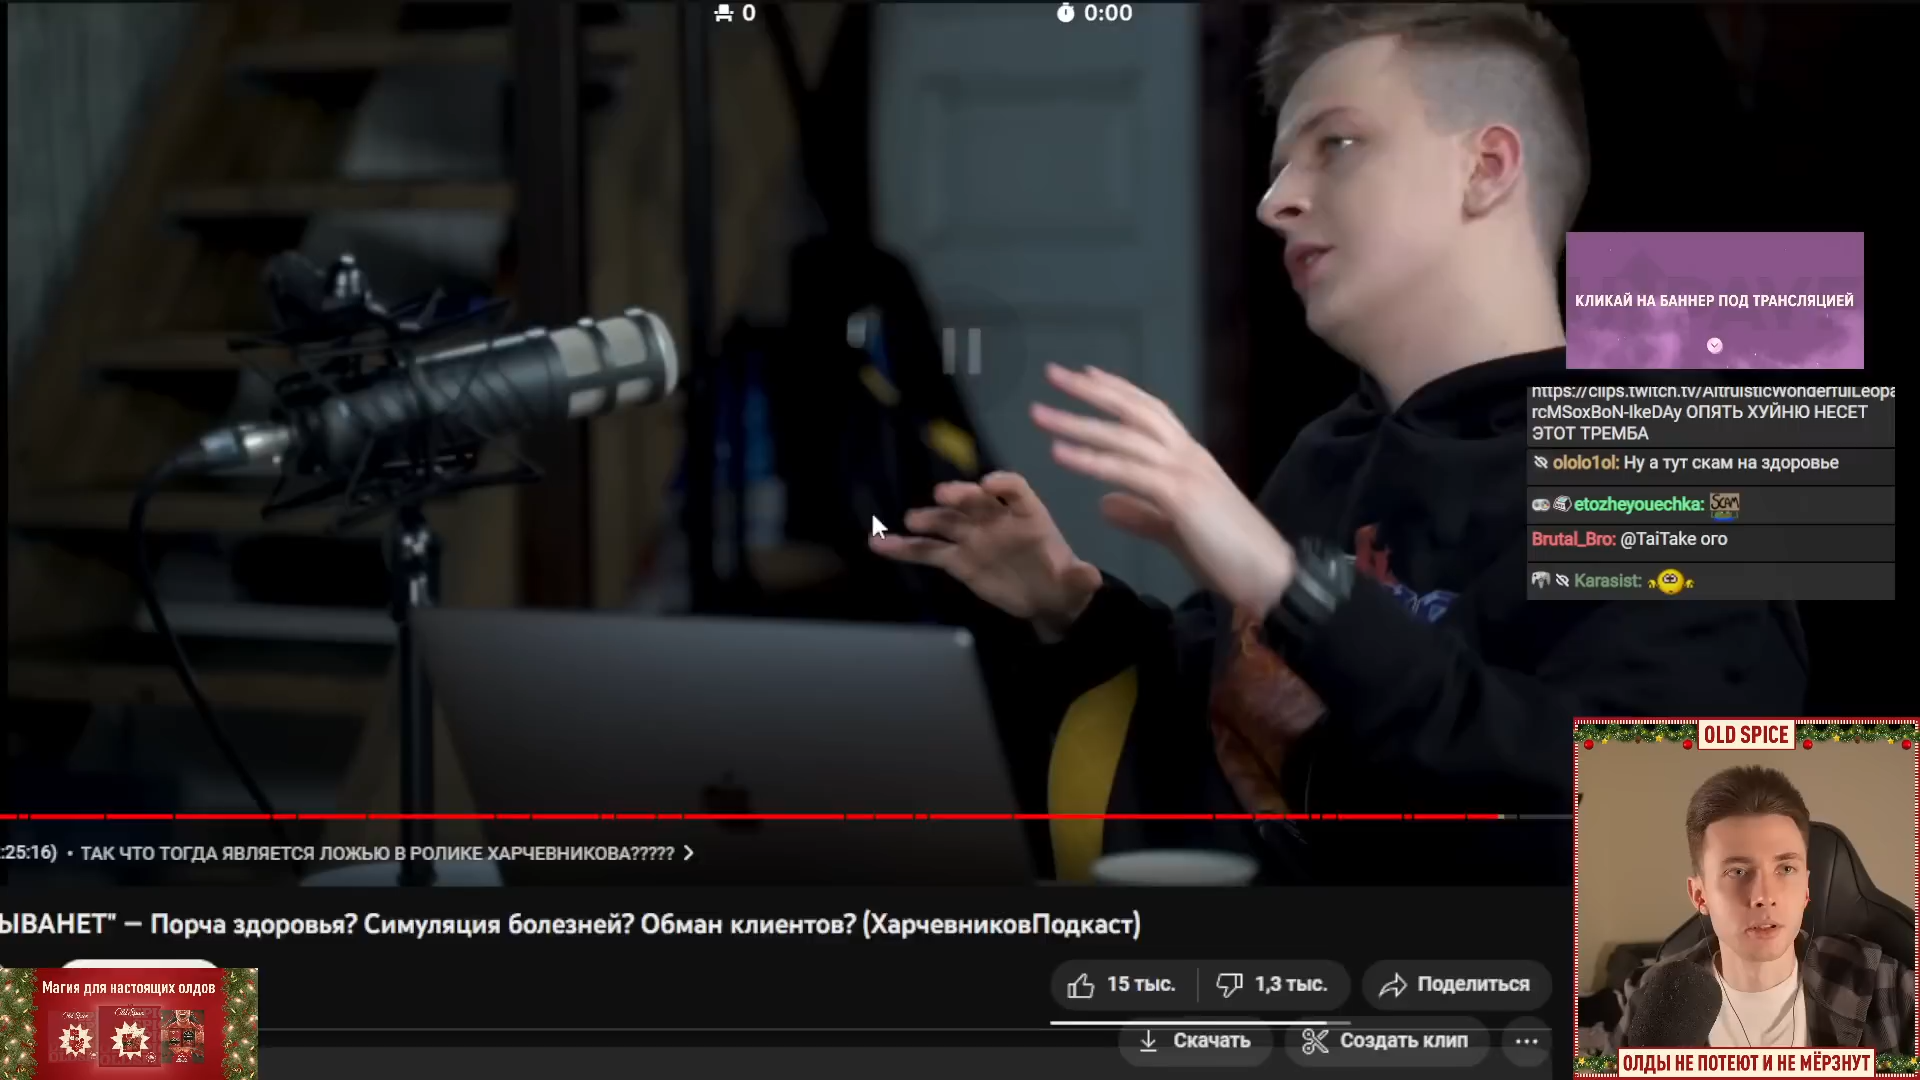 0
0:00
КЛИКАЙ НА БАННЕР ПОД ТРАНСЛЯЦИЕЙ
rcMSoxBoN-IkeDAy ОПЯТЬ ХУЙНЮ НЕСЕТ
ЭТОТ ТРЕМБА
ololo1ol: Ну а тут скам на здоровье
etozheyouechka: SCAM
Brutal_Bro: @TaiTake ого
Karasist:
OLD SPICE
:25:16) • ТАК ЧТО ТОГДА ЯВЛЯЕТСЯ ЛОЖЬЮ В РОЛИКЕ ХАРЧЕВНИКОВА?????
ЫВАНЕТ" — Порча здоровья? Симуляция болезней? Обман клиентов? (ХарчевниковПодкаст)
15 тыс.
1,3 тыс.
Поделиться
Магия для настоящих олдов
Скачать
Создать клип
ОЛДЫ НЕ ПОТЕЮТ И НЕ МЁРЗНУТ